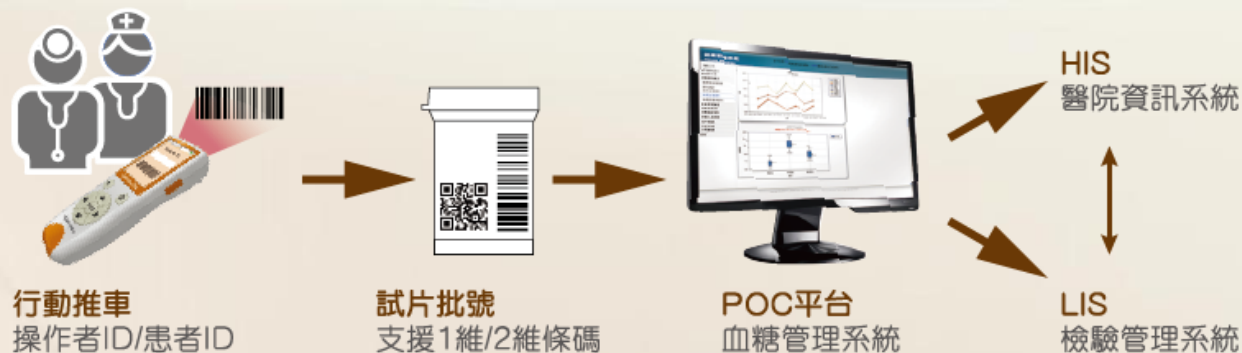 HIS
醫院資訊系統
行動推車
操作者ID/患者ID
試片批號
支援1維/2維條碼
POC平台
血糖管理系統
LIS
檢驗管理系統